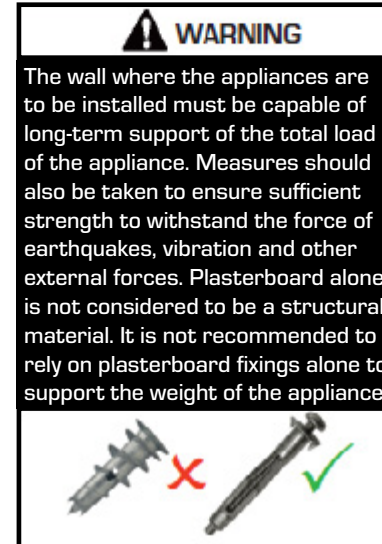 WARNING
The wall where the appliances are
to be installed must be capable of
long-term support of the total load
of the appliance. Measures should
also be taken to ensure sufficient
strength to withstand the force of
earthquakes, vibration and other
external forces. Plasterboard alone
is not considered to be a structural
material. It is not recommended to
rely on plasterboard fixings alone to
support the weight of the appliance